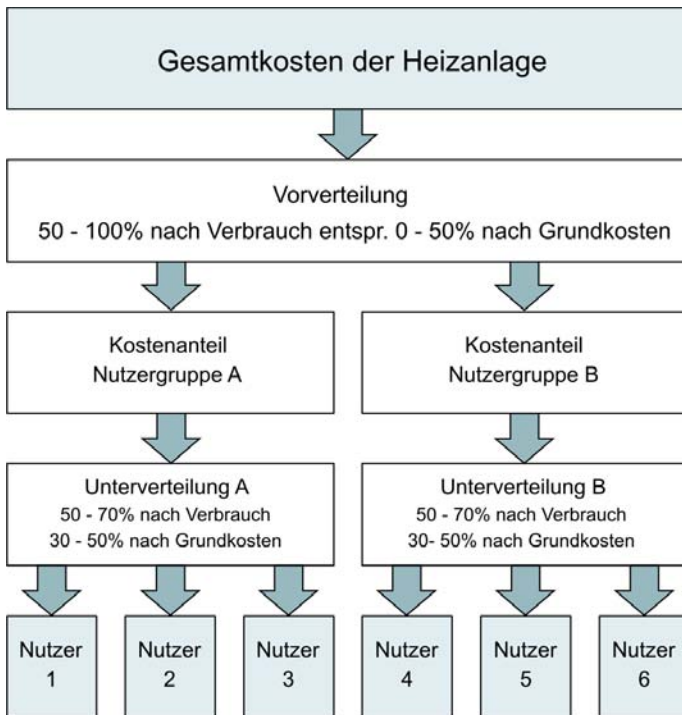 Gesamtkosten der Heizanlage
Vorverteilung
50 - 100% nach Verbrauch entspr. 0 - 50% nach Grundkosten
Kostenanteil
Nutzergruppe A
Kostenanteil
Nutzergruppe B
Unterverteilung A
50 - 70% nach Verbrauch
30 - 50% nach Grundkosten
Unterverteilung B
50 - 70% nach Verbrauch
30- 50% nach Grundkosten
Nutzer
1
Nutzer
2
Nutzer
3
Nutzer
4
Nutzer
5
Nutzer
6